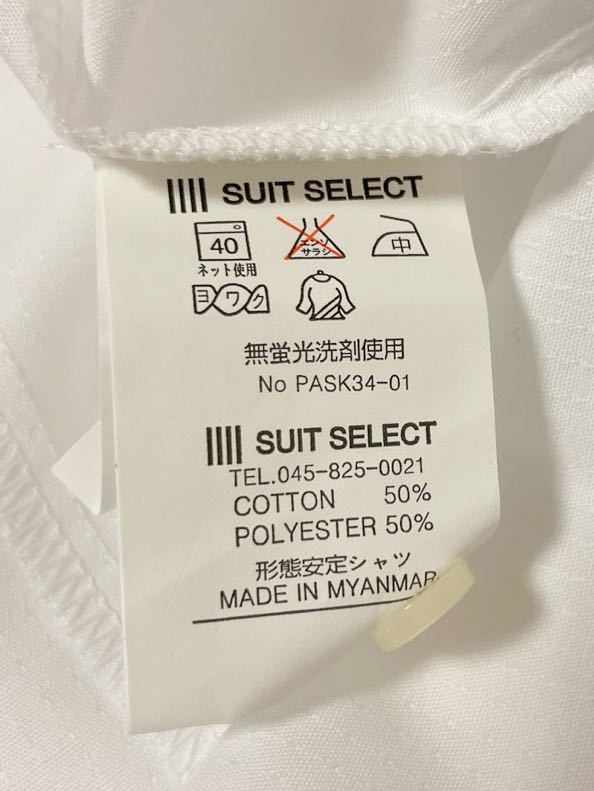 SUIT SELECT
40
エンソ
サラシ
中
ネット使用
ヨワク
無蛍光洗剤使用
No PASK34-01
SUIT SELECT
TEL.045-825-0021
COTTON 50%
POLYESTER 50%
形態安定シャツ
MADE IN MYANMAR